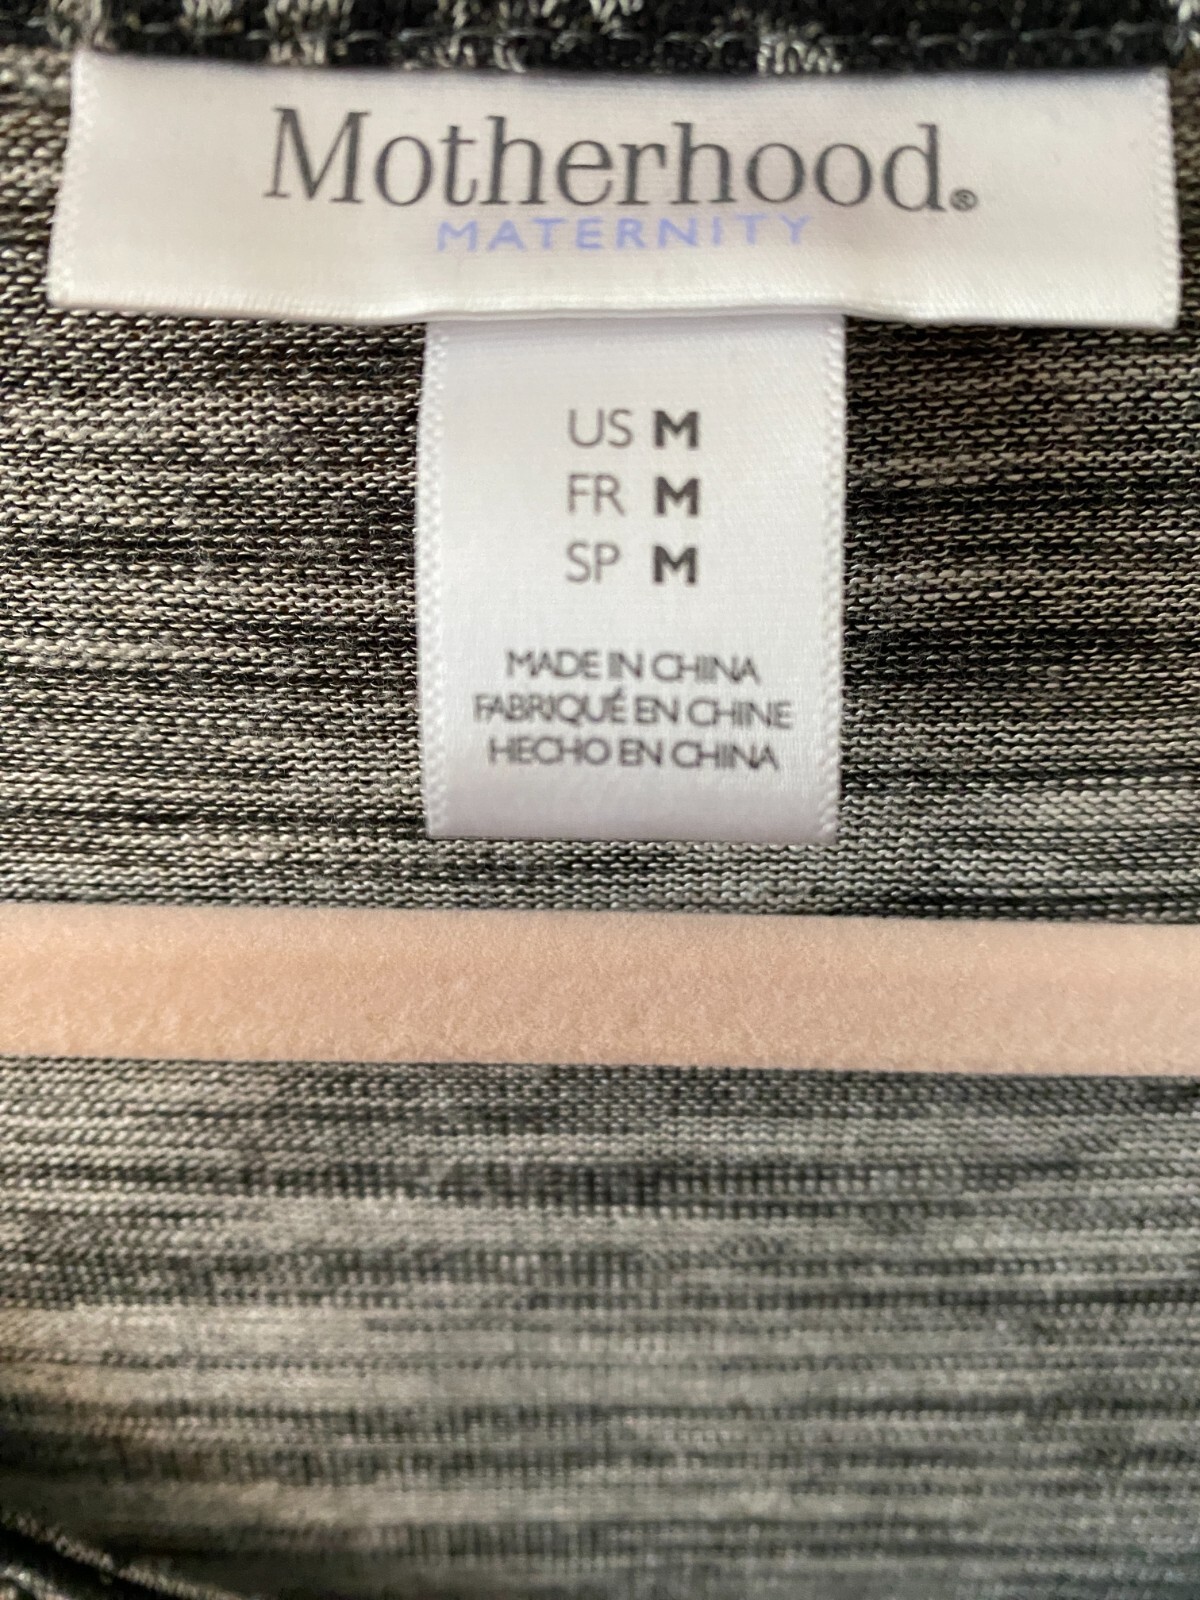 Motherhood®
MATERNITY
US M
FR M
SP M
MADE IN CHINA
FABRIQUÉ EN CHINE
HECHO EN CHINA